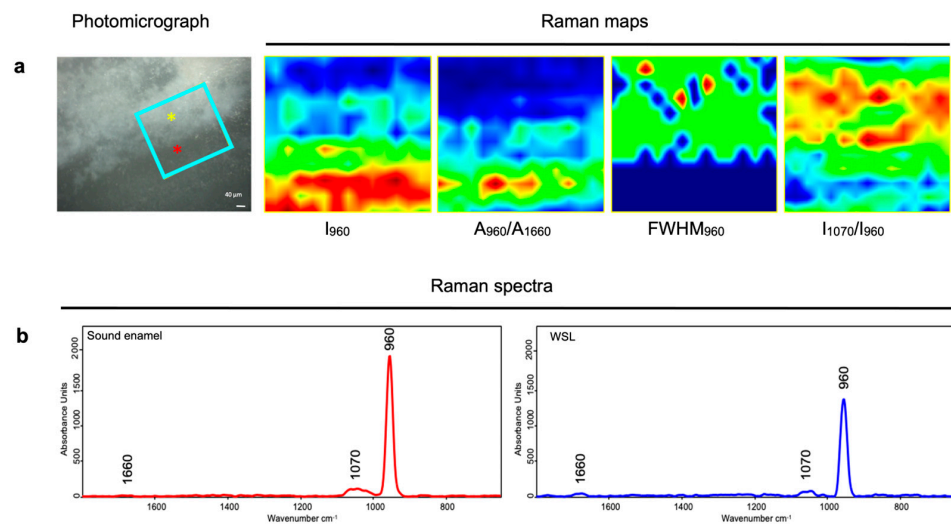 Photomicrograph
Raman maps
a
*
*
40 µm
I960
A960/A1660
FWHM960
I1070/I960
Raman spectra
b
Sound enamel
Absorbance Units
2000
1500
1000
500
0
1660
1070
960
1600
1400
1200
1000
800
Wavenumber cm-1
WSL
Absorbance Units
2000
1500
1000
500
0
1660
1070
960
1600
1400
1200
1000
800
Wavenumber cm-1